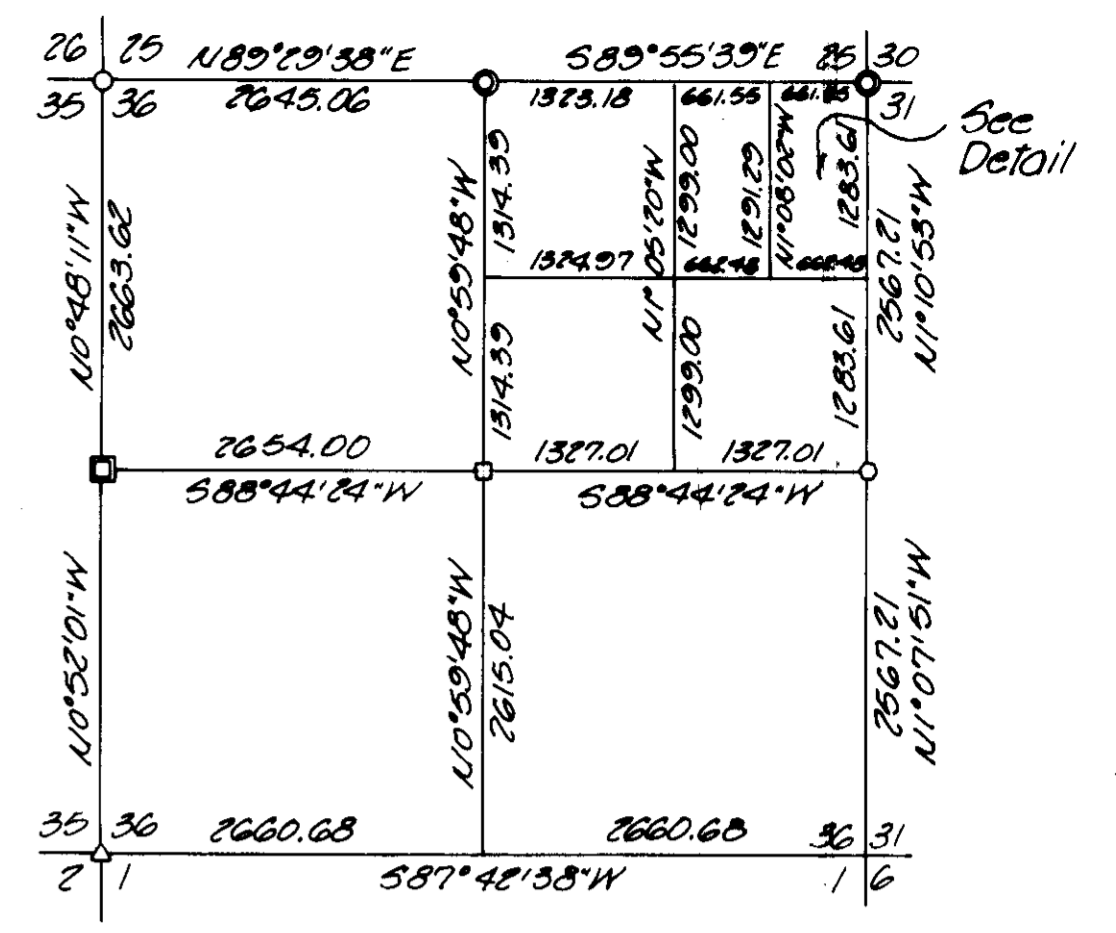 26 25
N89°29'38"E
S89°55'39"E
25 30
35 36
2645.06
1323.18
661.55
31
See
Detail
N0°48'11"W
2663.62
N0°59'48"W
1314.39
N1°05'20"W
1299.00
1291.29
N1°08'02"W
1283.61
2567.21
N1°10'53"W
1324.97
662.48
662.48
1314.39
1299.00
1283.61
2654.00
1327.01
1327.01
S88°44'24"W
S88°44'24"W
N0°52'01"W
N0°59'48"W
2615.04
2567.21
N1°07'51"W
35 36
2660.68
2660.68
36 31
2 1
S87°42'38"W
1 6